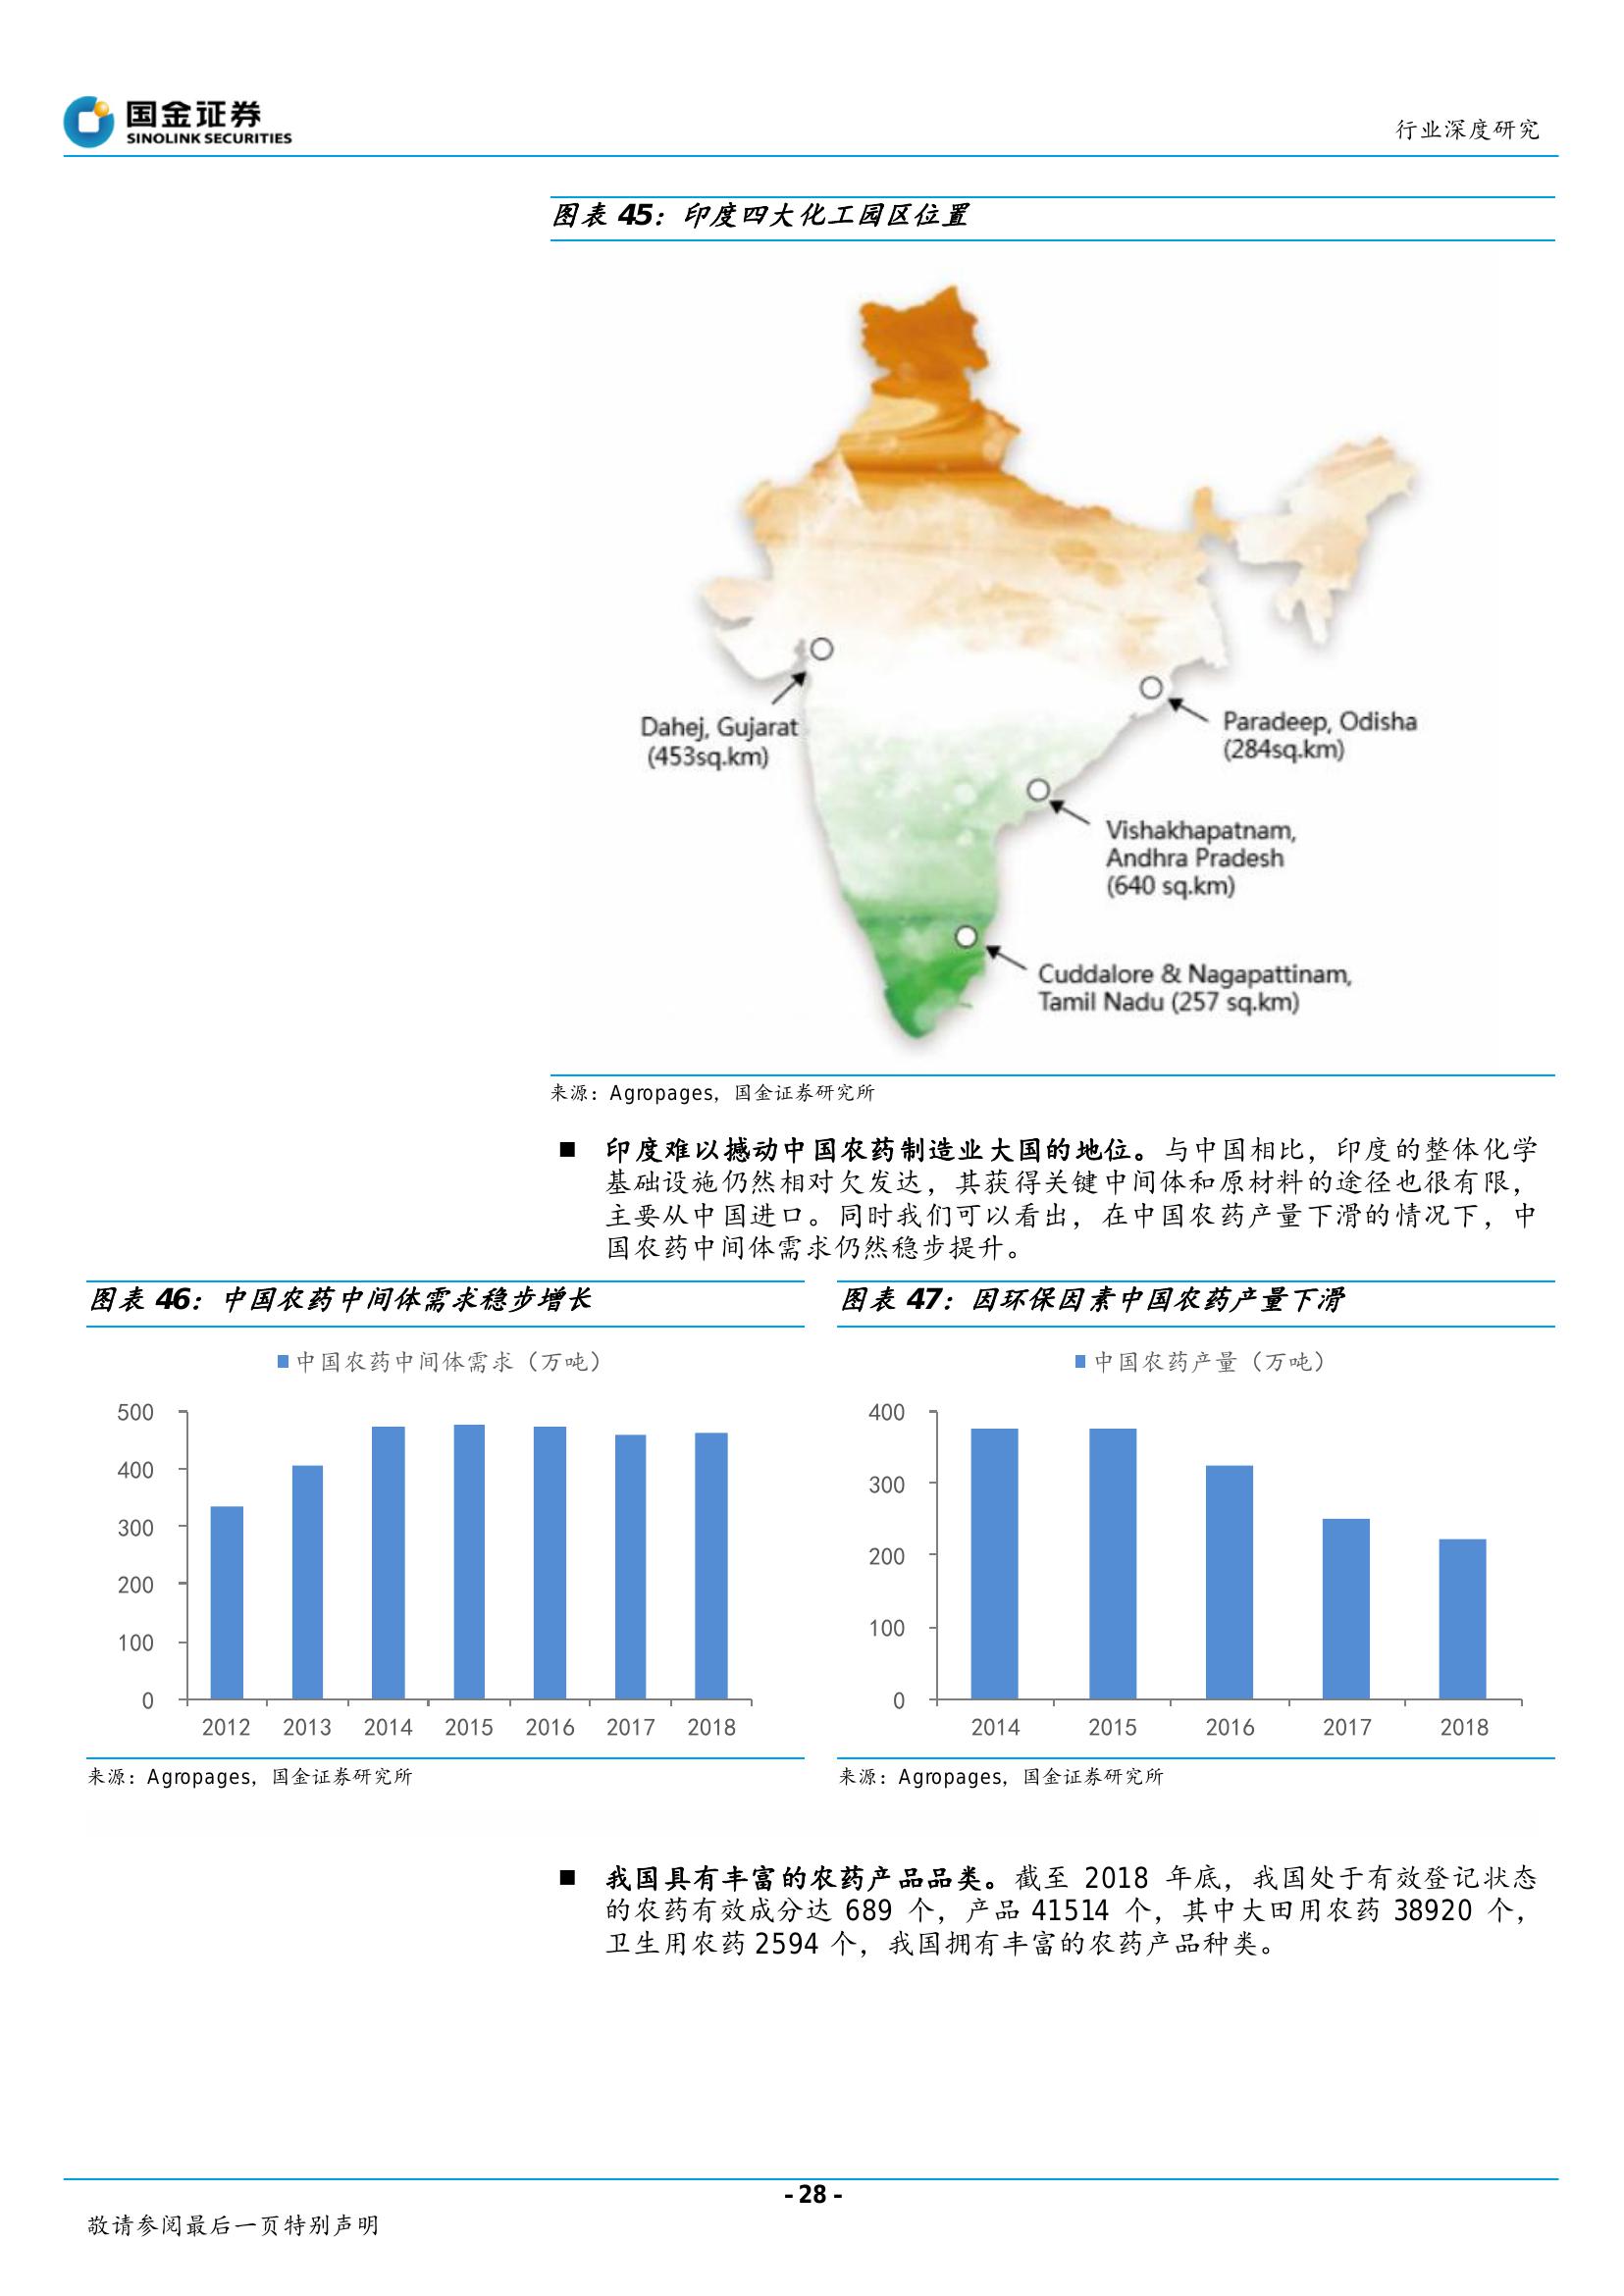 国金证券
SINOLINK SECURITIES
行业深度研究
图表 45：印度四大化工园区位置
Dahej, Gujarat
(453sq.km)
Paradeep, Odisha
(284sq.km)
Vishakhapatnam,
Andhra Pradesh
(640 sq.km)
Cuddalore & Nagapattinam,
Tamil Nadu (257 sq.km)
来源：Agropages，国金证券研究所
■ 印度难以撼动中国农药制造业大国的地位。与中国相比，印度的整体化学
基础设施仍然相对欠发达，其获得关键中间体和原材料的途径也很有限，
主要从中国进口。同时我们可以看出，在中国农药产量下滑的情况下，中
国农药中间体需求仍然稳步提升。
图表 46：中国农药中间体需求稳步增长
中国农药中间体需求（万吨）
500
400
300
200
100
0
2012 2013 2014 2015 2016 2017 2018
来源：Agropages，国金证券研究所
图表 47：因环保因素中国农药产量下滑
中国农药产量（万吨）
400
300
200
100
0
2014 2015 2016 2017 2018
来源：Agropages，国金证券研究所
■ 我国具有丰富的农药产品品类。截至 2018 年底，我国处于有效登记状态
的农药有效成分达 689 个，产品 41514 个，其中大田用农药 38920 个，
卫生用农药 2594 个，我国拥有丰富的农药产品种类。
- 28 -
敬请参阅最后一页特别声明